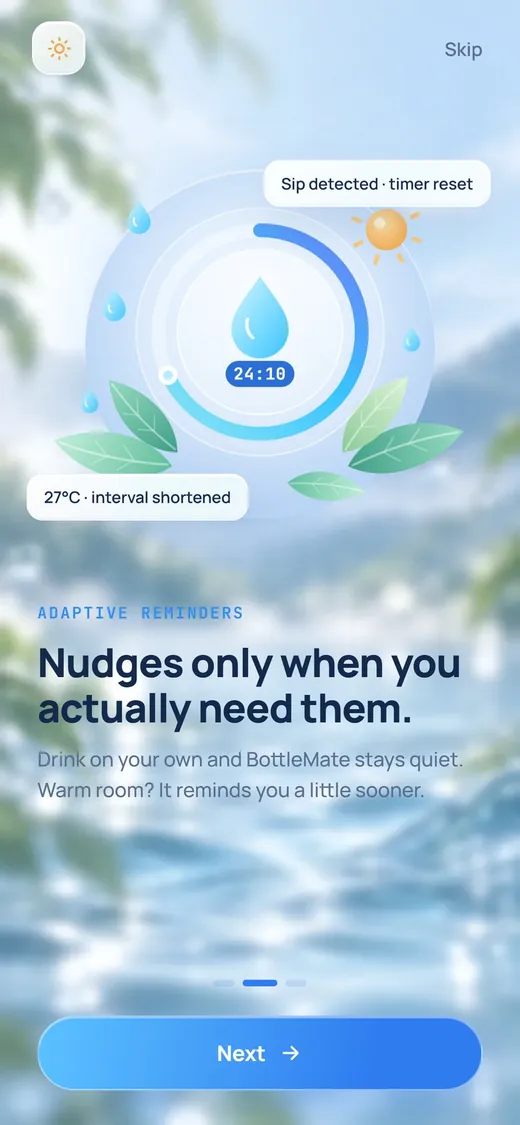 Skip
Sip detected · timer reset
24:10
27°C · interval shortened
ADAPTIVE REMINDERS
Nudges only when you
actually need them.
Drink on your own and BottleMate stays quiet.
Warm room? It reminds you a little sooner.
Next →